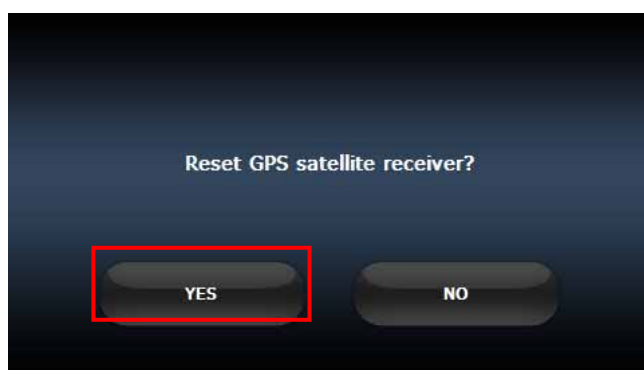 Reset GPS satellite receiver?
YES NO